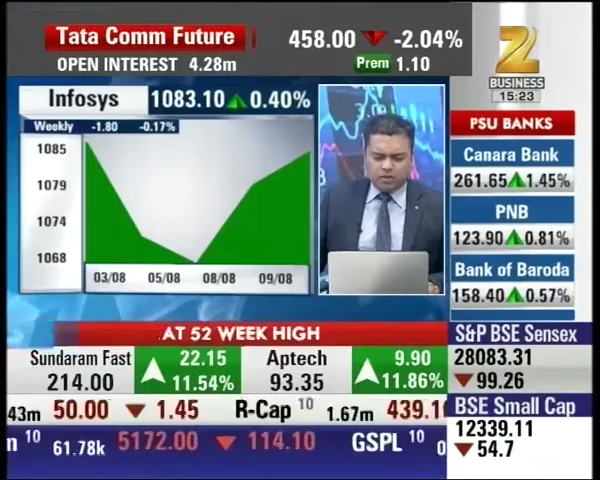 Tata Comm Future 458.00 -2.04%
OPEN INTEREST 4.28m Prem 1.10
Z
BUSINESS
15:23
Infosys 1083.10 0.40%
Weekly -1.80 -0.17%
1085
1079
1074
1068
03/08 05/08 08/08 09/08
PSU BANKS
Canara Bank
261.65 1.45%
PNB
123.90 0.81%
Bank of Baroda
158.40 0.57%
AT 52 WEEK HIGH
Sundaram Fast 22.15 Aptech 9.90
214.00 11.54% 93.35 11.86%
S&P BSE Sensex
28083.31
99.26
43m 50.00 1.45 R-Cap 10 1.67m 439.1
BSE Small Cap
12339.11
54.7
n 10 61.78k 5172.00 114.10 GSPL 10